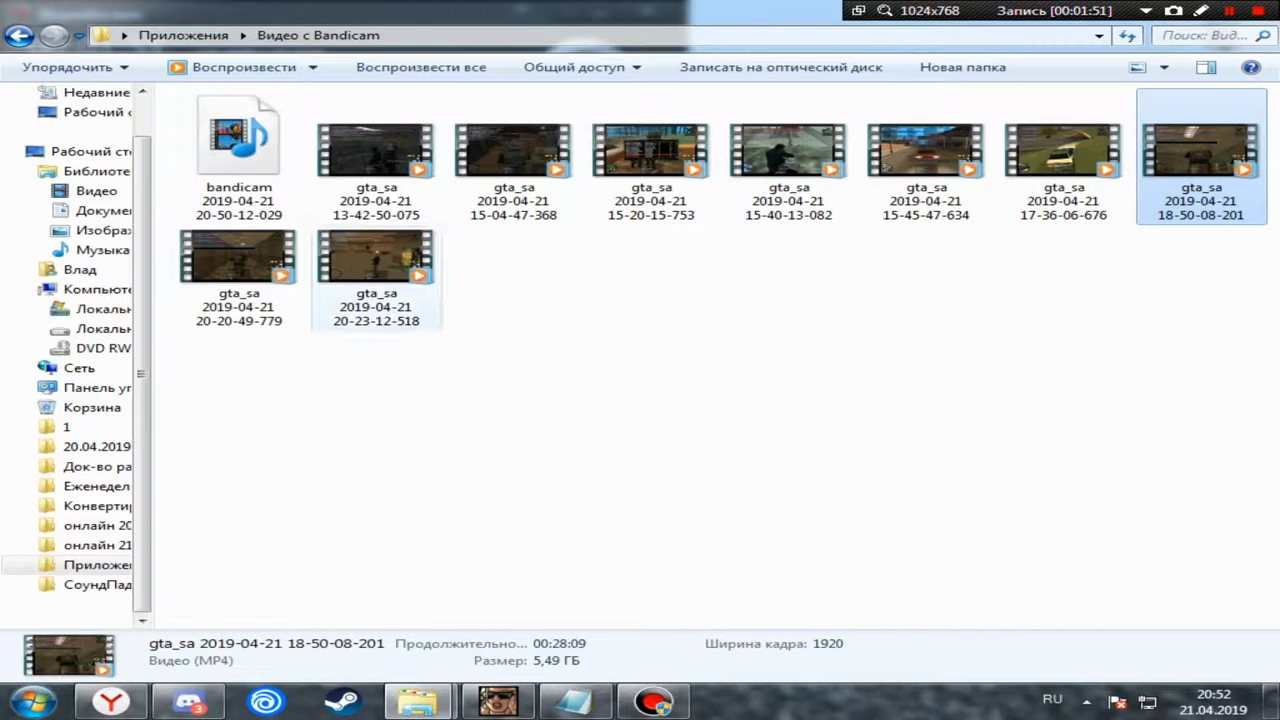 1024x768
Запись [00:01:51]
Приложения
Видео с Bandicam
Поиск: Вид...
Упорядочить
Воспроизвести
Воспроизвести все
Общий доступ
Записать на оптический диск
Новая папка
Недавние
Рабочий с
Рабочий сто
Библиоте
Видео
Докуме
Изобра
Музыка
Влад
Компьюте
Локаль
Локаль
DVD RW
Сеть
Панель уп
Корзина
1
20.04.2019
Док-во ра
Еженедел
Конвертир
онлайн 20
онлайн 21
Приложе
СоундПад
bandicam
2019-04-21
20-50-12-029
gta_sa
2019-04-21
13-42-50-075
gta_sa
2019-04-21
15-04-47-368
gta_sa
2019-04-21
15-20-15-753
gta_sa
2019-04-21
15-40-13-082
gta_sa
2019-04-21
15-45-47-634
gta_sa
2019-04-21
17-36-06-676
gta_sa
2019-04-21
18-50-08-201
gta_sa
2019-04-21
20-20-49-779
gta_sa
2019-04-21
20-23-12-518
gta_sa 2019-04-21 18-50-08-201
Продолжительно... 00:28:09
Ширина кадра: 1920
Видео (MP4)
Размер: 5,49 ГБ
3
RU
20:52
21.04.2019